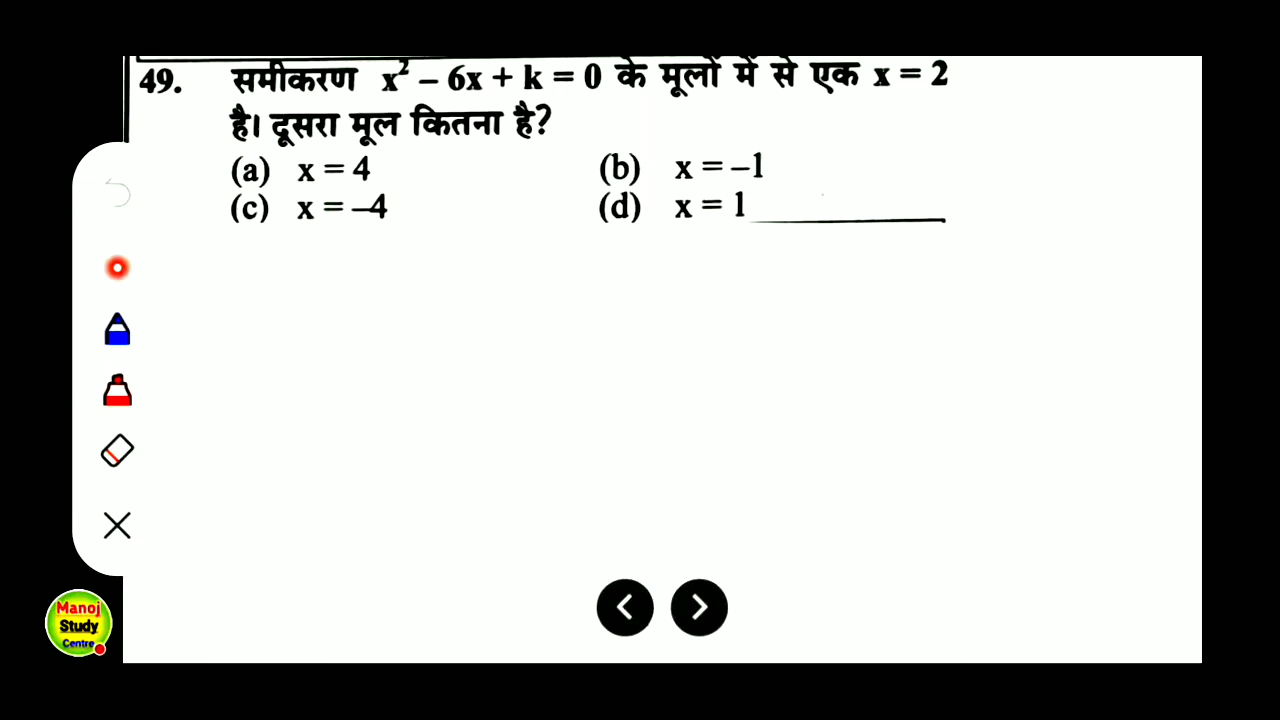 49. समीकरण x² – 6x + k = 0 के मूलों में से एक x = 2
है। दूसरा मूल कितना है?
(a) x = 4 (b) x = –1
(c) x = –4 (d) x = 1
Manoj
Study
Centre